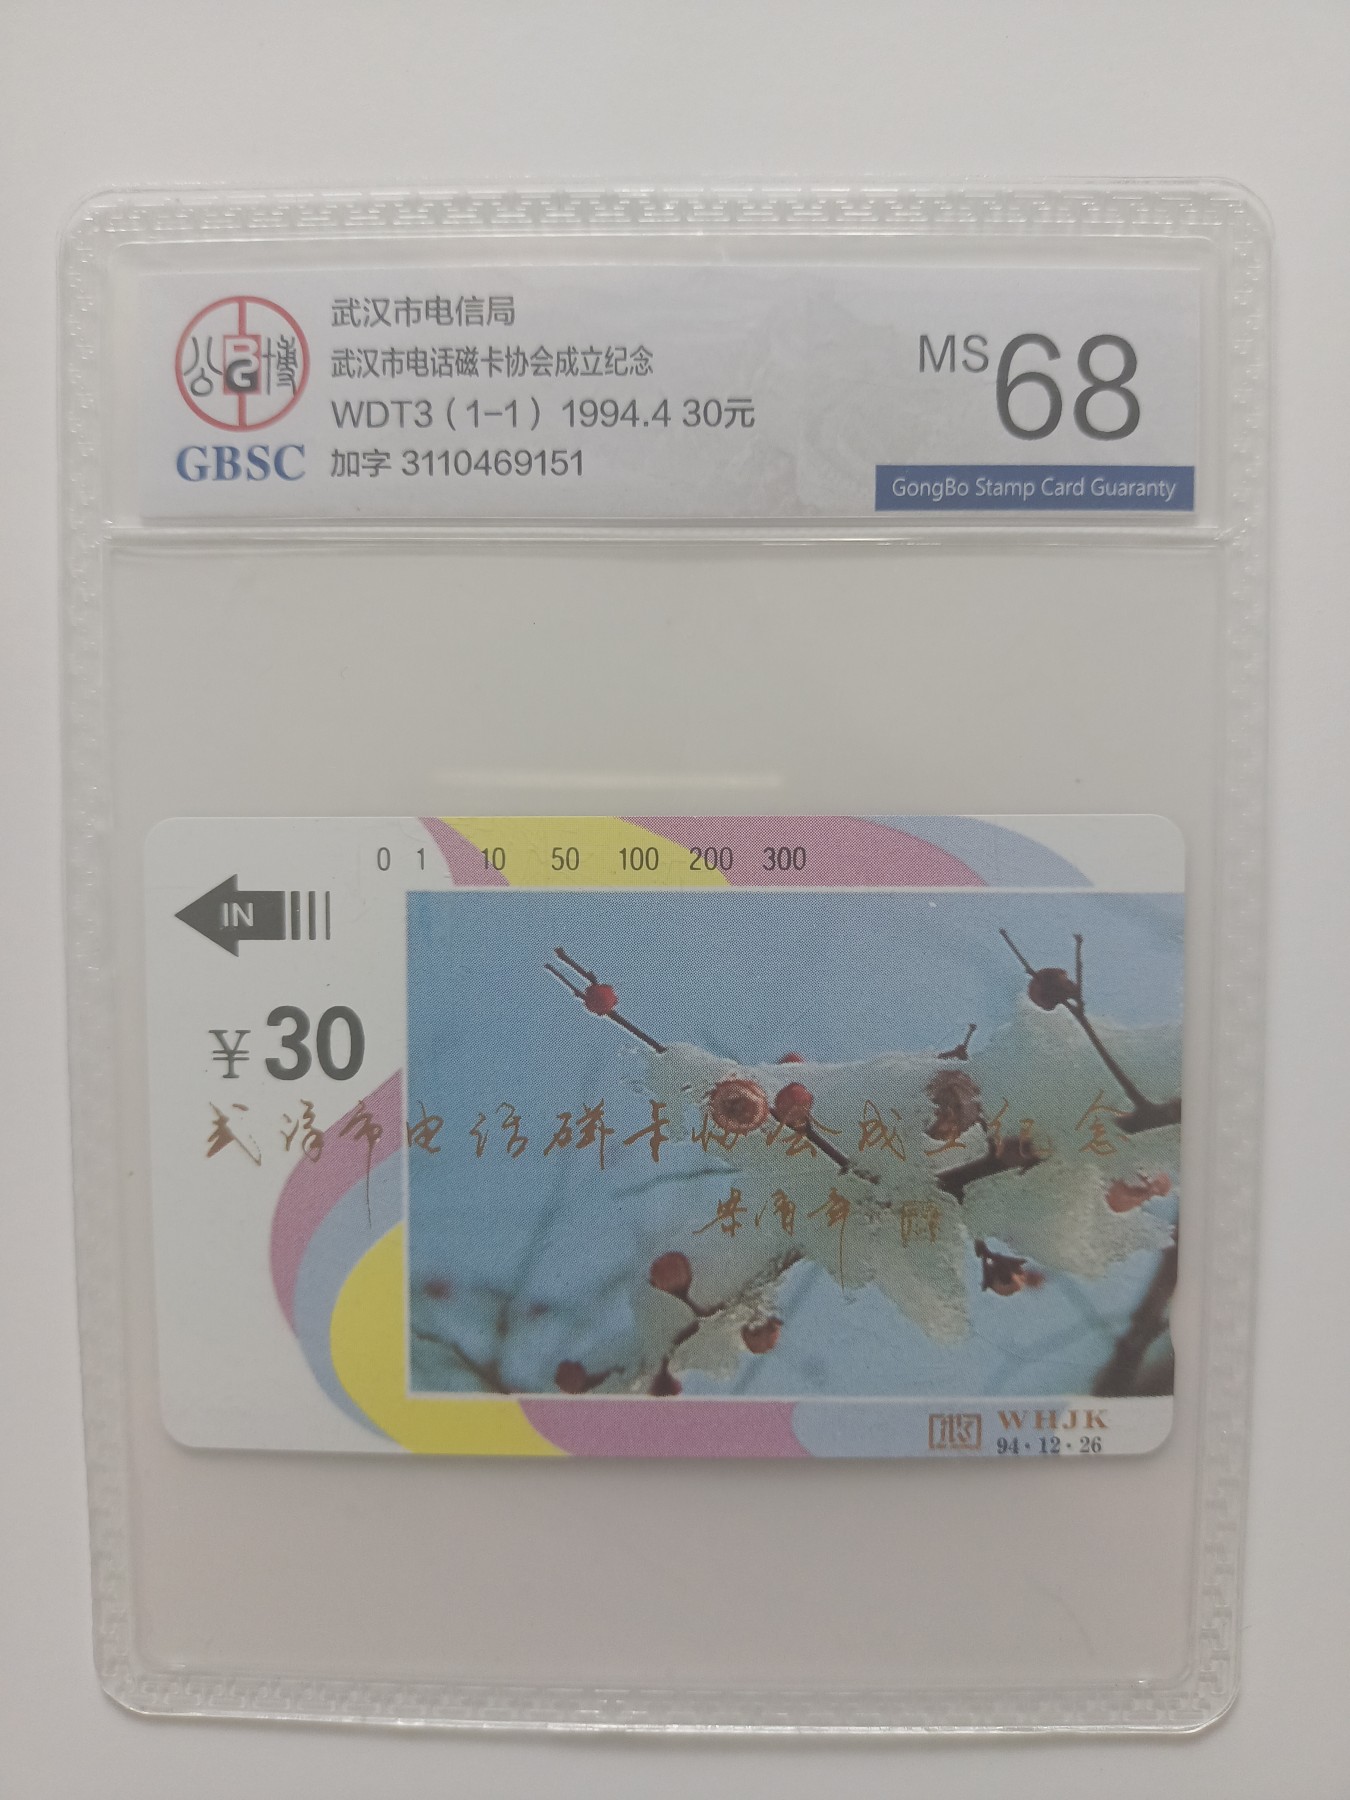 公博
BG
GBSC
武汉市电信局
武汉市电话磁卡协会成立纪念
WDT3（1-1）1994.4 30元
加字 3110469151
MS 68
GongBo Stamp Card Guaranty
0 1 10 50 100 200 300
IN
¥30
武汉市电话磁卡协会成立纪念
WHJK
94·12·26